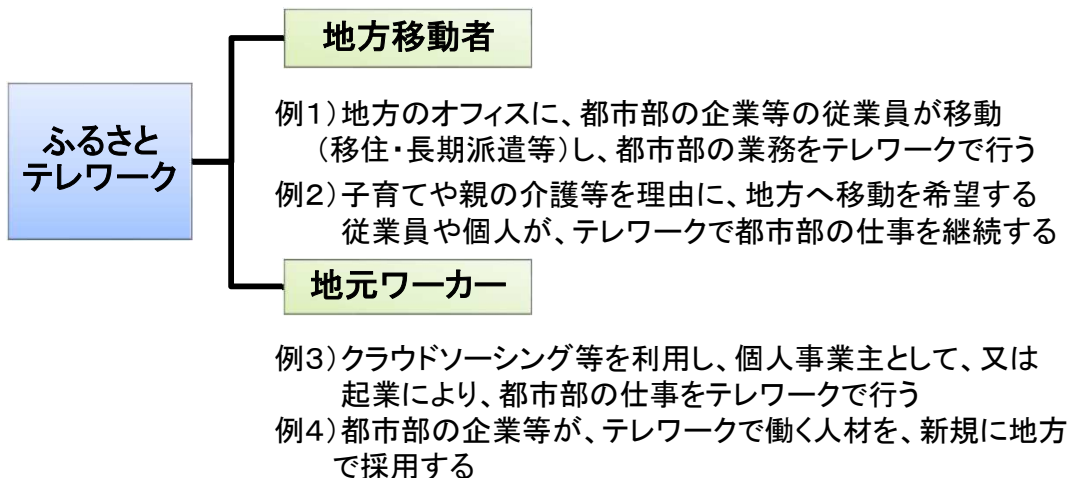 ふるさと
テレワーク
地方移動者
例1）地方のオフィスに、都市部の企業等の従業員が移動
（移住・長期派遣等）し、都市部の業務をテレワークで行う
例2）子育てや親の介護等を理由に、地方へ移動を希望する
従業員や個人が、テレワークで都市部の仕事を継続する
地元ワーカー
例3）クラウドソーシング等を利用し、個人事業主として、又は
起業により、都市部の仕事をテレワークで行う
例4）都市部の企業等が、テレワークで働く人材を、新規に地方
で採用する